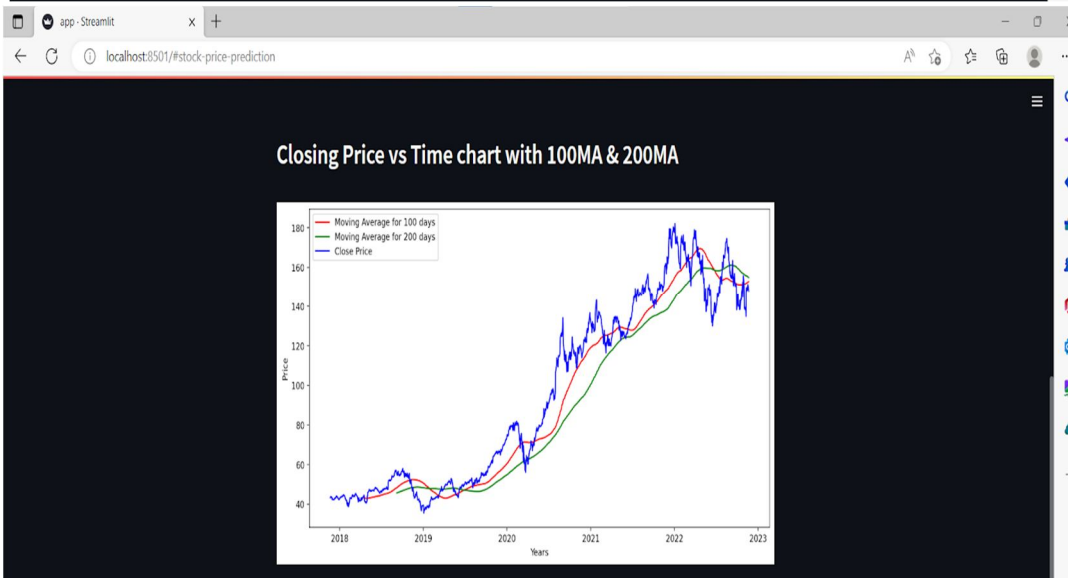 app - Streamlit
localhost:8501/#stock-price-prediction
Closing Price vs Time chart with 100MA & 200MA
Moving Average for 100 days
Moving Average for 200 days
Close Price
180
160
140
120
100
80
60
40
Price
2018 2019 2020 2021 2022 2023
Years